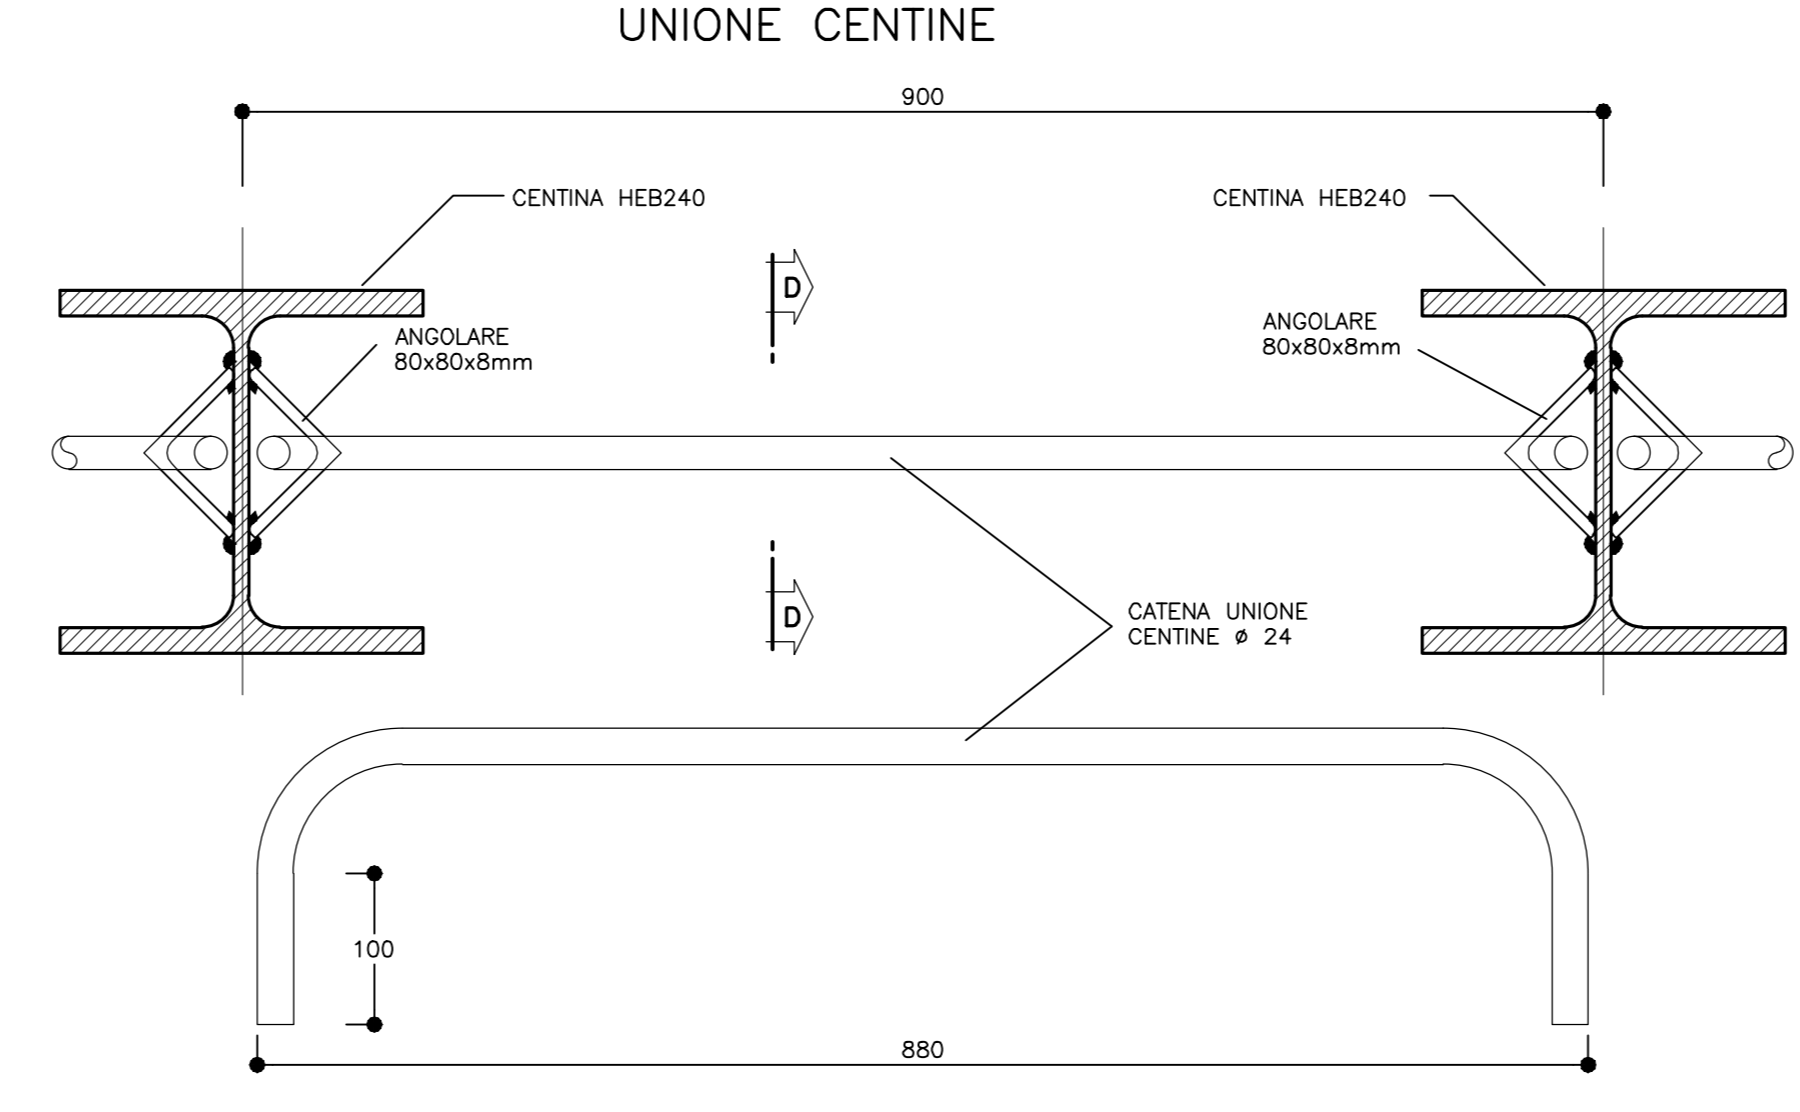 UNIONE CENTINE
900
CENTINA HEB240
CENTINA HEB240
D
ANGOLARE
80x80x8mm
ANGOLARE
80x80x8mm
D
CATENA UNIONE
CENTINE ø 24
100
880